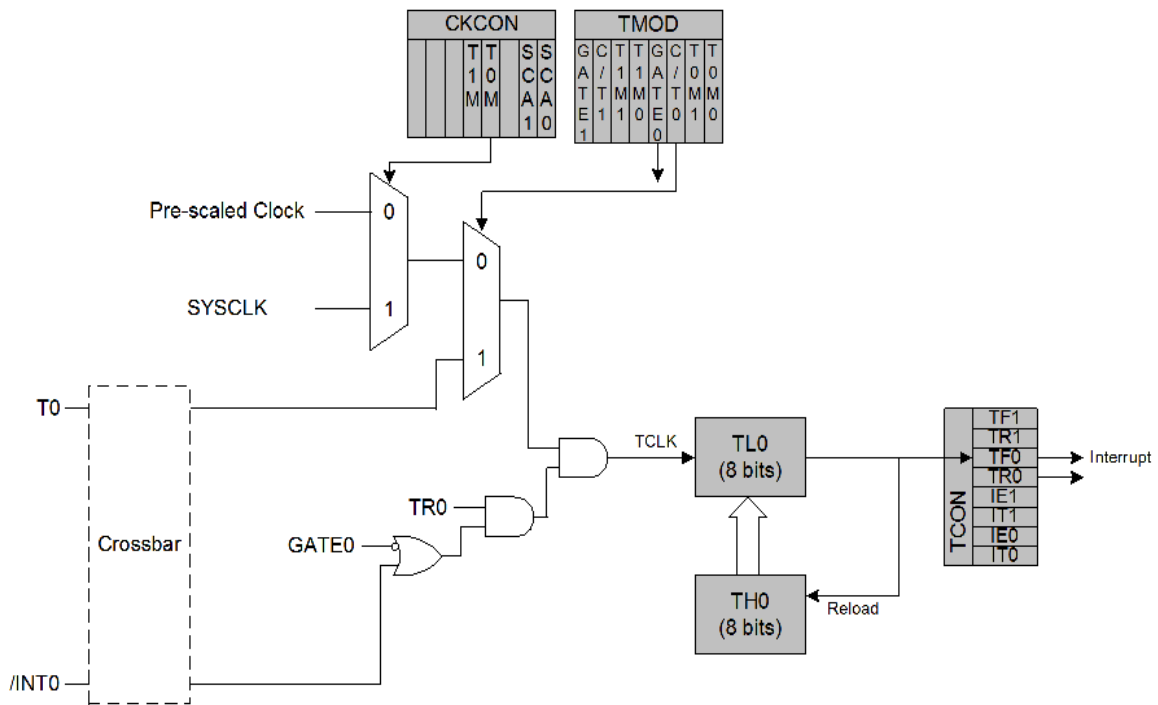 CKCON
T1M
T0M
SCA1
SCA0
TMOD
GATE1
C/T1
T1M1
T1M0
GATE0
C/T0
T0M1
T0M0
Pre-scaled Clock
0
SYSCLK
1
0
1
T0
Crossbar
/INT0
TR0
GATE0
TCLK
TL0
(8 bits)
TH0
(8 bits)
Reload
TCON
TF1
TR1
TF0
TR0
IE1
IT1
IE0
IT0
Interrupt